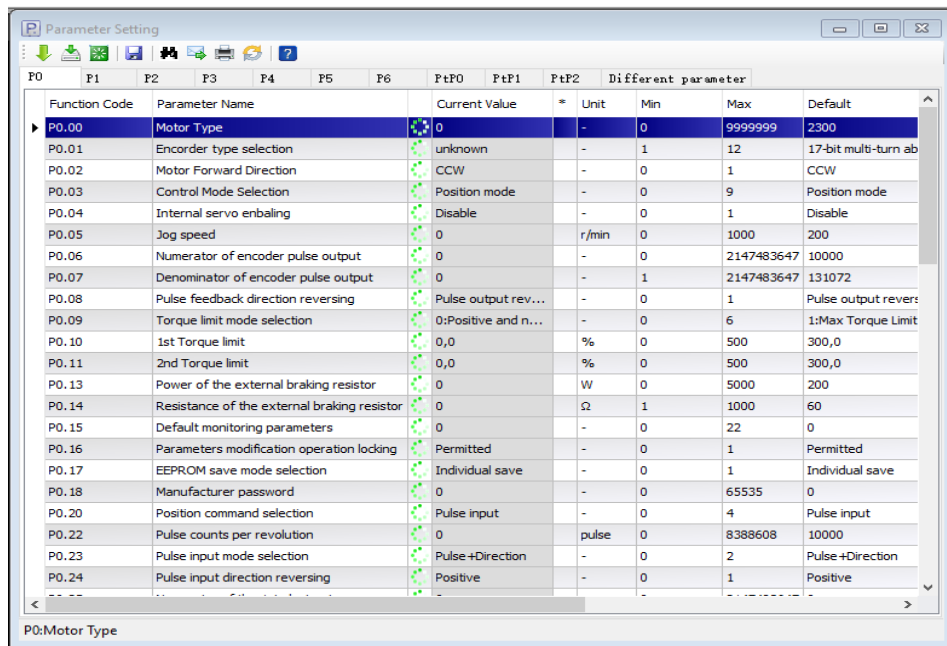 Parameter Setting
P0 P1 P2 P3 P4 P5 P6 PtP0 PtP1 PtP2 Different parameter
Function Code Parameter Name Current Value * Unit Min Max Default
P0.00 Motor Type 0 - 0 9999999 2300
P0.01 Encorder type selection unknown - 1 12 17-bit multi-turn ab
P0.02 Motor Forward Direction CCW - 0 1 CCW
P0.03 Control Mode Selection Position mode - 0 9 Position mode
P0.04 Internal servo enbaling Disable - 0 1 Disable
P0.05 Jog speed 0 r/min 0 1000 200
P0.06 Numerator of encoder pulse output 0 - 0 2147483647 10000
P0.07 Denominator of encoder pulse output 0 - 1 2147483647 131072
P0.08 Pulse feedback direction reversing Pulse output rev... - 0 1 Pulse output revers
P0.09 Torque limit mode selection 0:Positive and n... - 0 6 1:Max Torque Limit
P0.10 1st Torque limit 0,0 % 0 500 300,0
P0.11 2nd Torque limit 0,0 % 0 500 300,0
P0.13 Power of the external braking resistor 0 W 0 5000 200
P0.14 Resistance of the external braking resistor 0 Ω 1 1000 60
P0.15 Default monitoring parameters 0 - 0 22 0
P0.16 Parameters modification operation locking Permitted - 0 1 Permitted
P0.17 EEPROM save mode selection Individual save - 0 1 Individual save
P0.18 Manufacturer password 0 - 0 65535 0
P0.20 Position command selection Pulse input - 0 4 Pulse input
P0.22 Pulse counts per revolution 0 pulse 0 8388608 10000
P0.23 Pulse input mode selection Pulse+Direction - 0 2 Pulse+Direction
P0.24 Pulse input direction reversing Positive - 0 1 Positive
P0:Motor Type